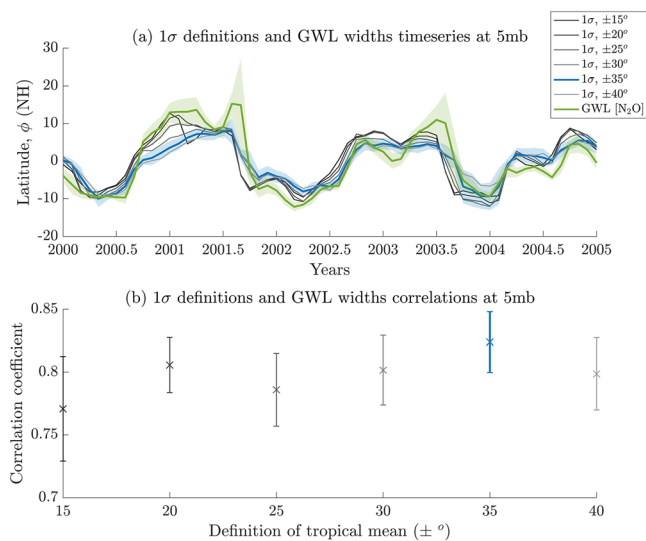 (a) 1σ definitions and GWL widths timeseries at 5mb
1σ, ±15°
1σ, ±20°
1σ, ±25°
1σ, ±30°
1σ, ±35°
1σ, ±40°
GWL [N₂O]
Latitude, ϕ (NH)
30
20
10
0
-10
-20
2000 2000.5 2001 2001.5 2002 2002.5 2003 2003.5 2004 2004.5 2005
Years
(b) 1σ definitions and GWL widths correlations at 5mb
Correlation coefficient
0.85
0.8
0.75
0.7
15 20 25 30 35 40
Definition of tropical mean (± °)